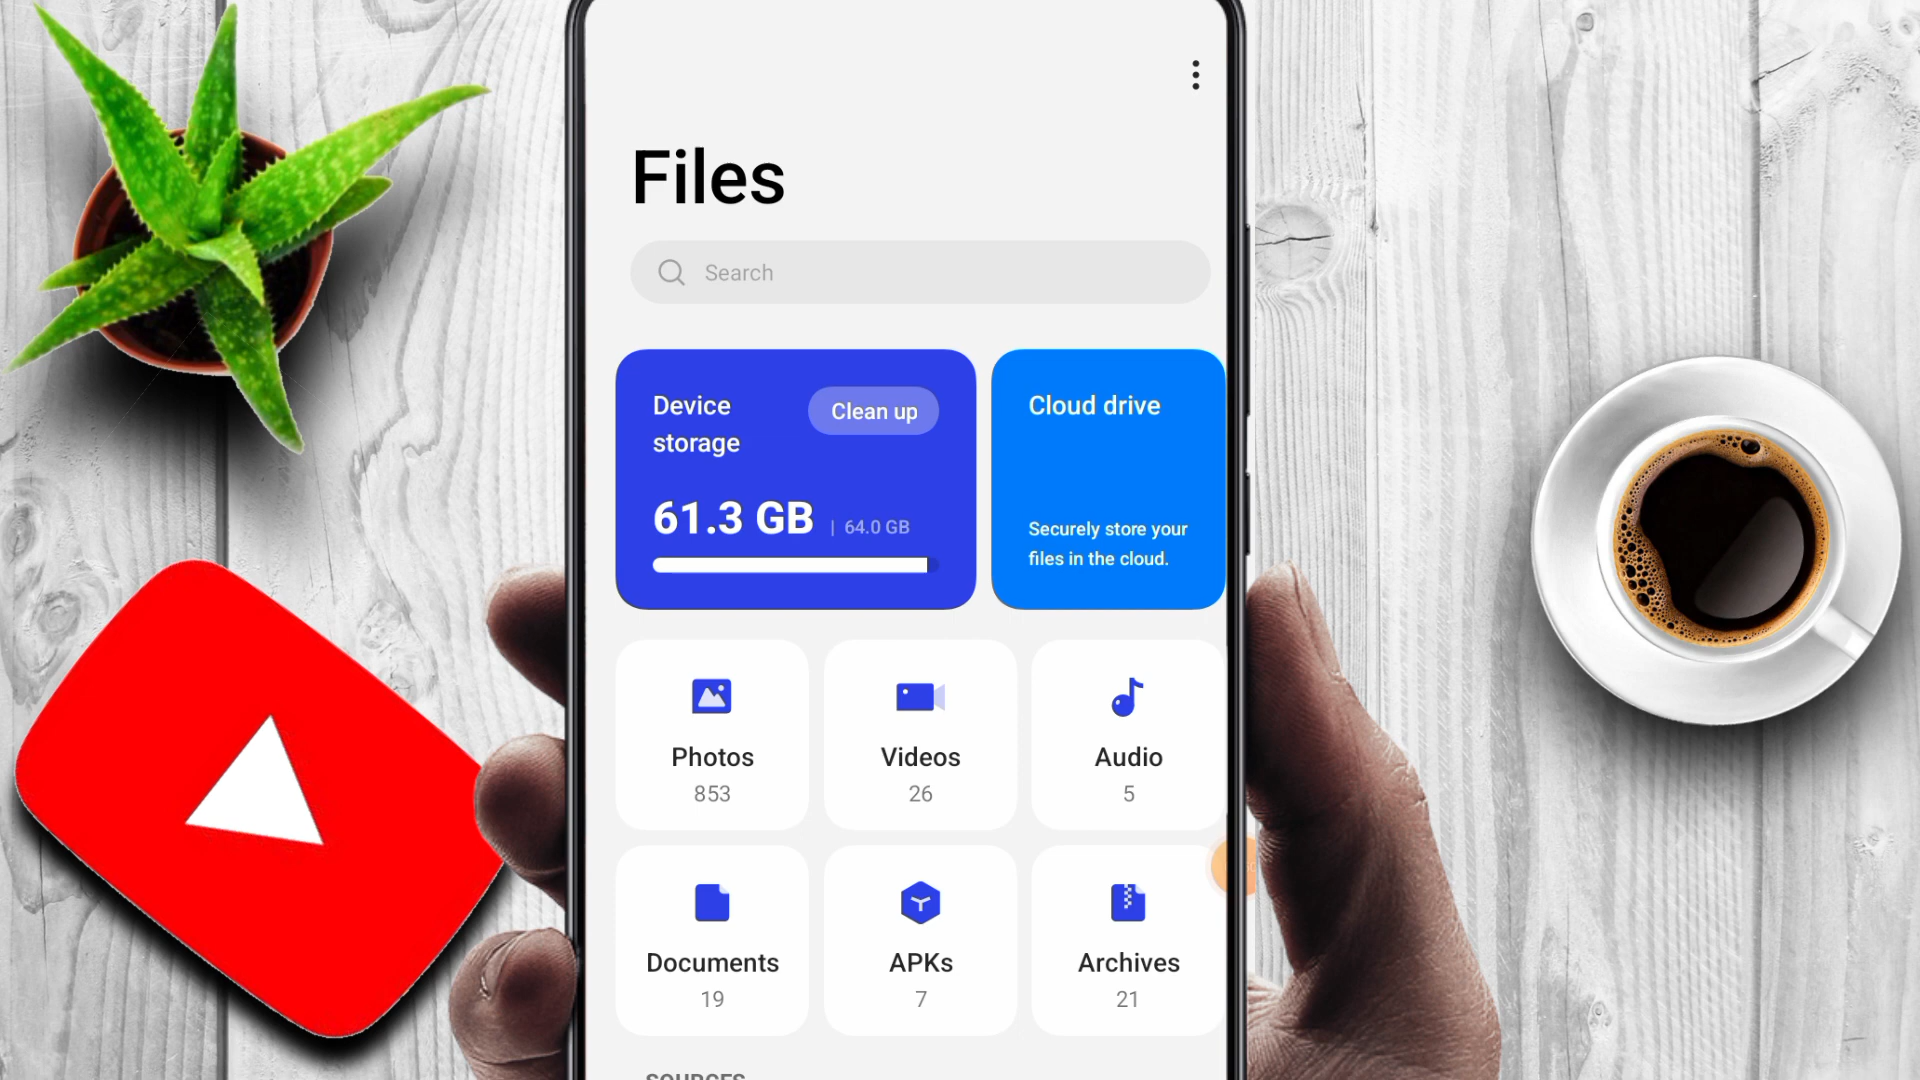 Files
Search
Device
storage
Clean up
61.3 GB | 64.0 GB
Cloud drive
Securely store your
files in the cloud.
Photos
853
Videos
26
Audio
5
Documents
19
APKs
7
Archives
21
SOURCES